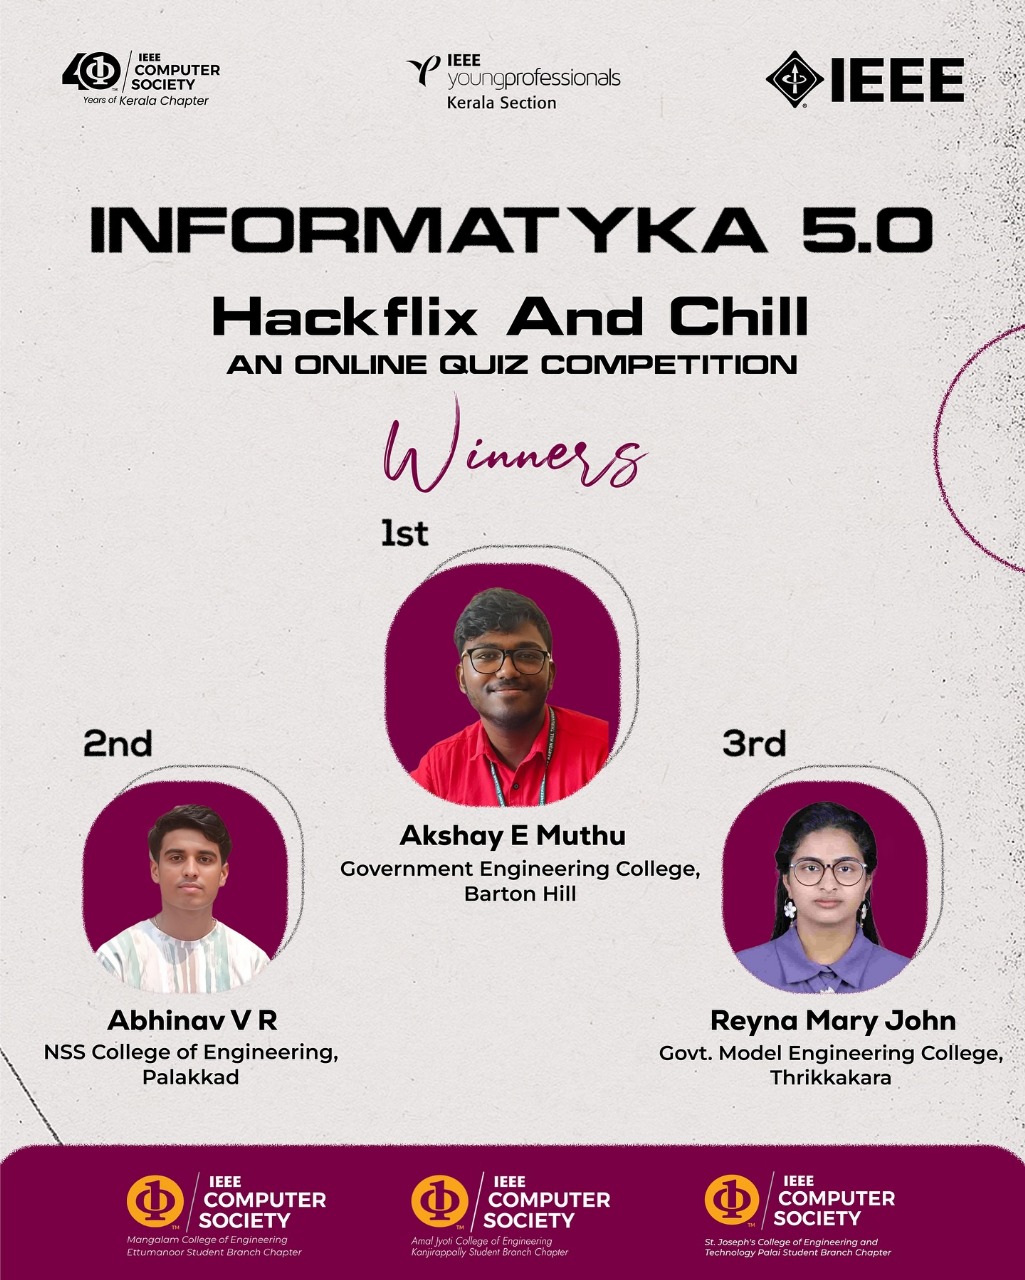 40 IEEE
COMPUTER
SOCIETY
Years of Kerala Chapter
IEEE
youngprofessionals
Kerala Section
IEEE
INFORMATYKA 5.0
Hackflix And Chill
AN ONLINE QUIZ COMPETITION
Winners
1st
Akshay E Muthu
Government Engineering College,
Barton Hill
2nd
Abhinav V R
NSS College of Engineering,
Palakkad
3rd
Reyna Mary John
Govt. Model Engineering College,
Thrikkakara
IEEE
COMPUTER
SOCIETY
TM
Mangalam College of Engineering
Ettumanoor Student Branch Chapter
IEEE
COMPUTER
SOCIETY
TM
Amal Jyoti College of Engineering
Kanjirappally Student Branch Chapter
IEEE
COMPUTER
SOCIETY
TM
St. Joseph's College of Engineering and
Technology Palai Student Branch Chapter